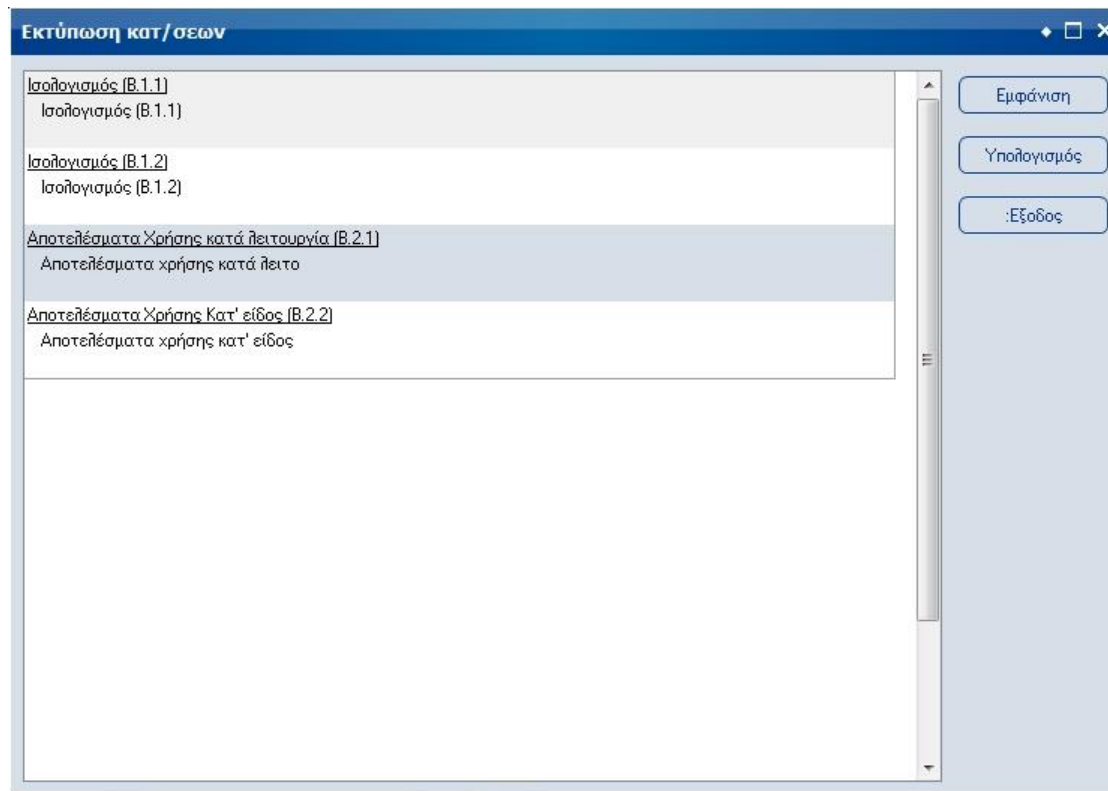 Εκτύπωση κατ/σεων
Ισολογισμός (Β.1.1)
Ισολογισμός (Β.1.1)
Ισολογισμός (Β.1.2)
Ισολογισμός (Β.1.2)
Αποτελέσματα Χρήσης κατά λειτουργία (Β.2.1)
Αποτελέσματα χρήσης κατά λειτο
Αποτελέσματα Χρήσης Κατ' είδος (Β.2.2)
Αποτελέσματα χρήσης κατ' είδος
Εμφάνιση
Υπολογισμός
:Εξοδος